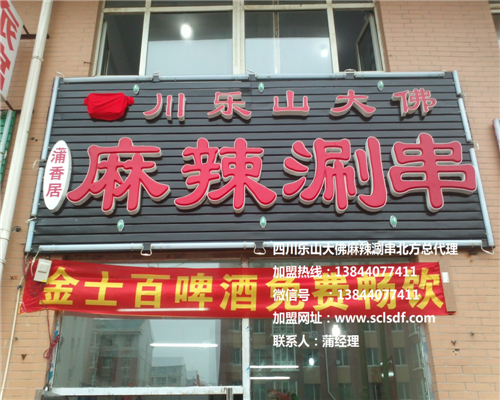 川乐山大佛
蒲香居
麻辣涮串
四川乐山大佛麻辣涮串北方总代理
加盟热线：13844077411
金士百啤酒免费畅饮
微信号：13844077411
加盟网址：www.sclsdf.com
联系人：蒲经理